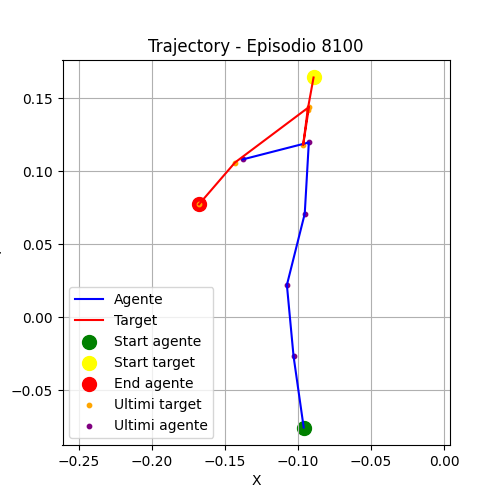 Trajectory - Episodio 8100
0.15
0.10
0.05
0.00
−0.05
Agente
Target
Start agente
Start target
End agente
Ultimi target
Ultimi agente
−0.25 −0.20 −0.15 −0.10 −0.05 0.00
X